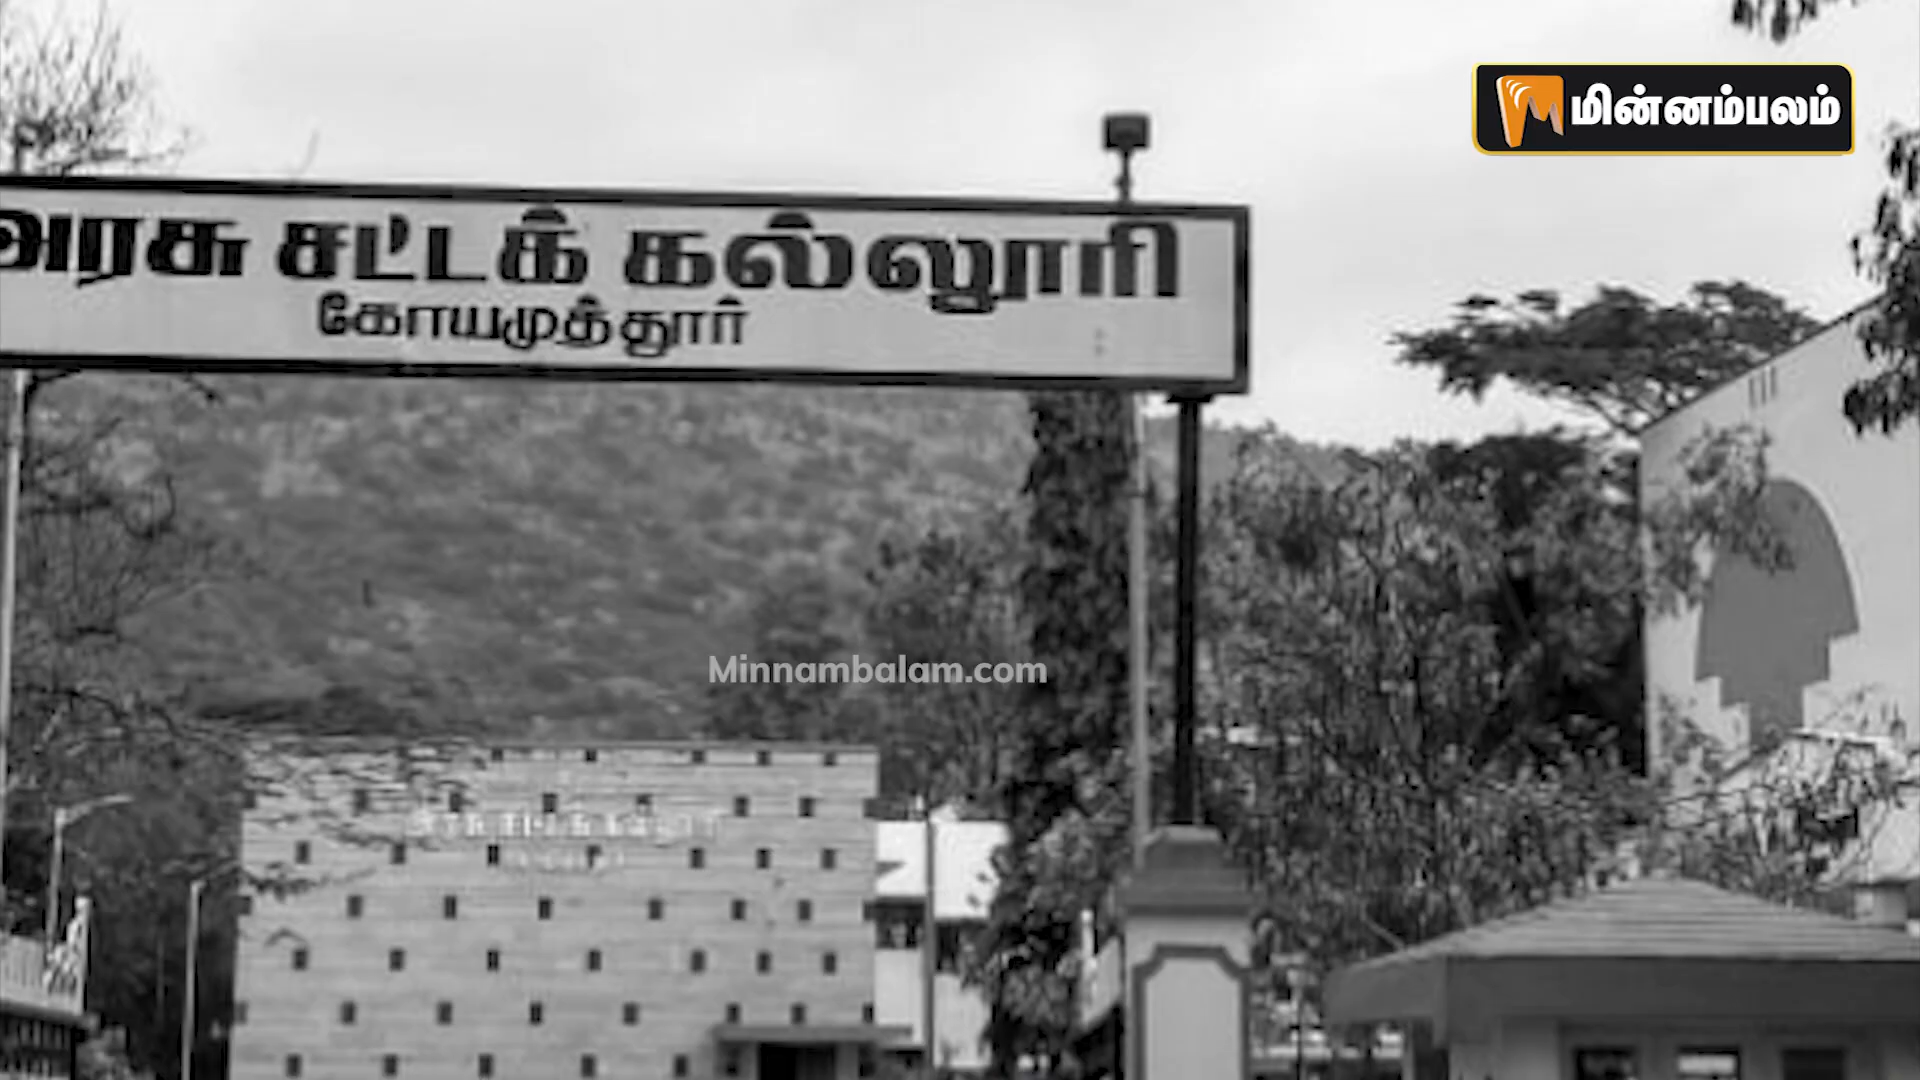 மின்னம்பலம்
அரசு சட்டக் கல்லூரி
கோயமுத்தூர்
Minnambalam.com